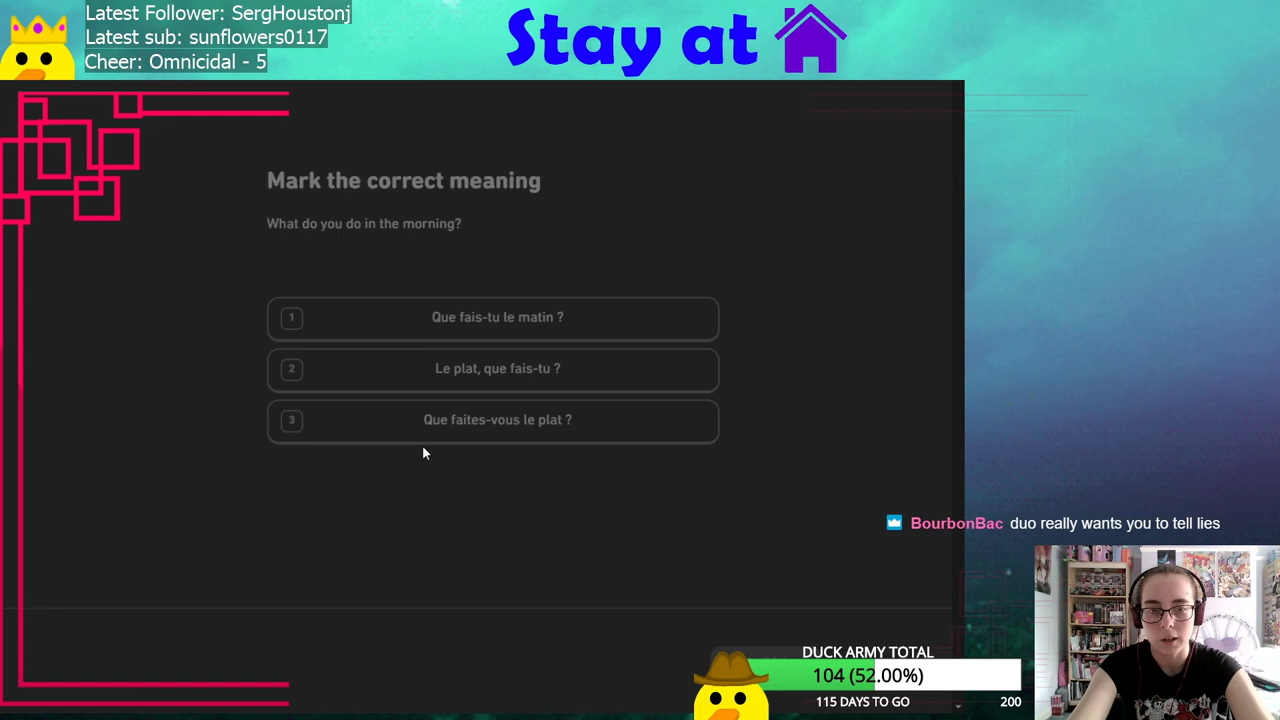 Latest Follower: SergHoustonj
Latest sub: sunflowers0117
Cheer: Omnicidal - 5
Stay at
Mark the correct meaning
What do you do in the morning?
1 Que fais-tu le matin ?
2 Le plat, que fais-tu ?
3 Que faites-vous le plat ?
BourbonBac duo really wants you to tell lies
DUCK ARMY TOTAL
104 (52.00%)
115 DAYS TO GO 200